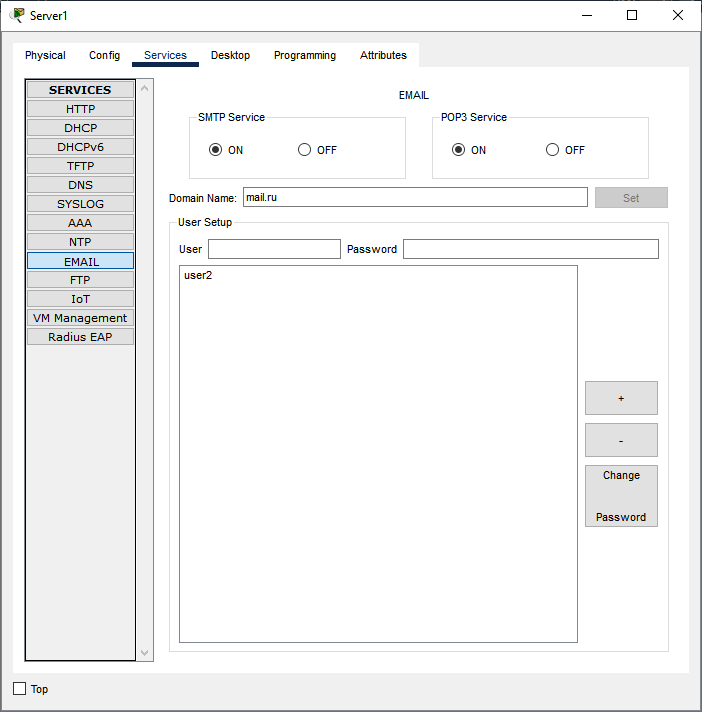 Server1
Physical Config Services Desktop Programming Attributes
SERVICES
HTTP
DHCP
DHCPv6
TFTP
DNS
SYSLOG
AAA
NTP
EMAIL
FTP
IoT
VM Management
Radius EAP
EMAIL
SMTP Service
ON OFF
POP3 Service
ON OFF
Domain Name: mail.ru Set
User Setup
User Password
user2
+
-
Change
Password
Top